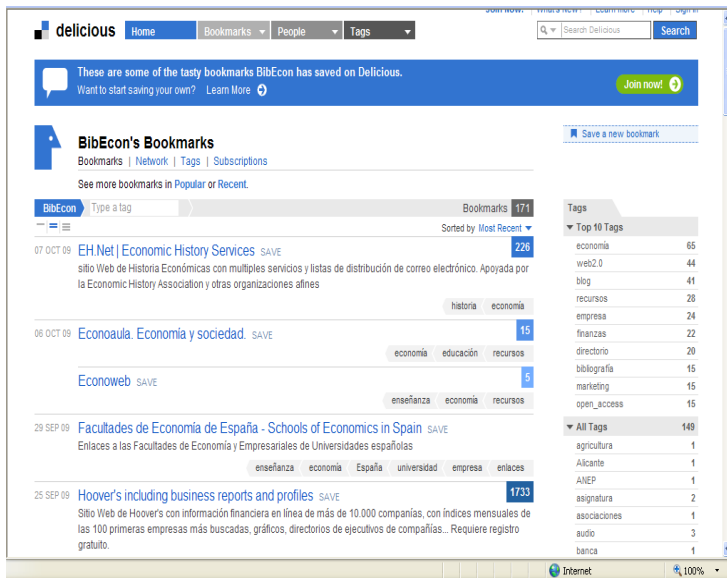 Join Now! What's New? Learn More Help Sign In
delicious Home Bookmarks People Tags Search Delicious Search
These are some of the tasty bookmarks BibEcon has saved on Delicious.
Want to start saving your own? Learn More
Join now!
BibEcon's Bookmarks
Bookmarks | Network | Tags | Subscriptions
See more bookmarks in Popular or Recent.
Save a new bookmark
BibEcon Type a tag Bookmarks 171
Sorted by Most Recent
07 OCT 09 EH.Net | Economic History Services SAVE 226
sitio Web de Historia Económicas con multiples servicios y listas de distribución de correo electrónico. Apoyada por
la Economic History Association y otras organizaciones afines
historia economía
06 OCT 09 Econoaula. Economía y sociedad. SAVE 15
economía educación recursos
Econoweb SAVE 5
enseñanza economía recursos
29 SEP 09 Facultades de Economía de España - Schools of Economics in Spain SAVE
Enlaces a las Facultades de Economía y Empresariales de Universidades españolas
enseñanza economía España universidad empresa enlaces
25 SEP 09 Hoover's including business reports and profiles SAVE 1733
Sitio Web de Hoover's con información financiera en línea de más de 10.000 companías, con índices mensuales de
las 100 primeras empresas más buscadas, gráficos, directorios de ejecutivos de compañías... Requiere registro
gratuito.
Tags
Top 10 Tags
economía 65
web2.0 44
blog 41
recursos 28
empresa 24
finanzas 22
directorio 20
bibliografía 15
marketing 15
open_access 15
All Tags 149
agricultura 1
Alicante 1
ANEP 1
asignatura 2
asociaciones 1
audio 3
banca 1
Internet 100%